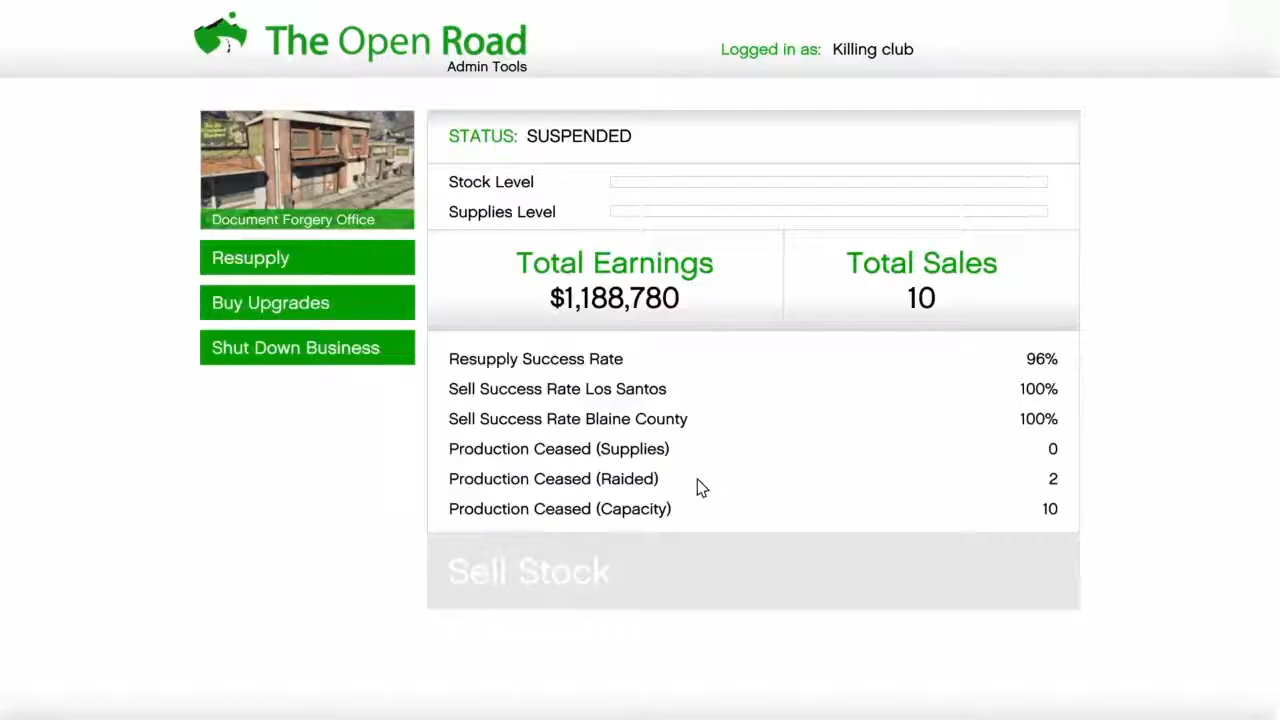 The Open Road
Admin Tools
Logged in as: Killing club
Document Forgery Office
Resupply
Buy Upgrades
Shut Down Business
STATUS: SUSPENDED
Stock Level
Supplies Level
Total Earnings
$1,188,780
Total Sales
10
Resupply Success Rate 96%
Sell Success Rate Los Santos 100%
Sell Success Rate Blaine County 100%
Production Ceased (Supplies) 0
Production Ceased (Raided) 2
Production Ceased (Capacity) 10
Sell Stock